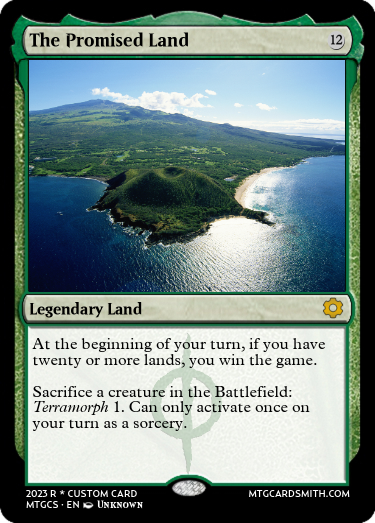 The Promised Land 12
Legendary Land
At the beginning of your turn, if you have
twenty or more lands, you win the game.
Sacrifice a creature in the Battlefield:
Terramorph 1. Can only activate once on
your turn as a sorcery.
2023 R * CUSTOM CARD
MTGCS · EN UNKNOWN
MTGCARDSMITH.COM